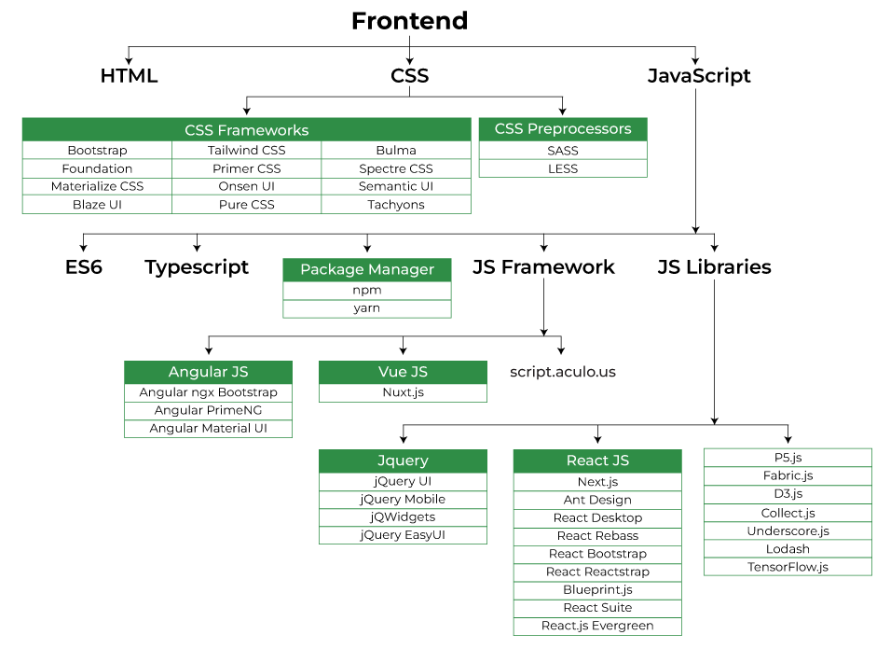 Frontend
HTML CSS JavaScript
CSS Frameworks CSS Preprocessors
Bootstrap Tailwind CSS Bulma SASS
Foundation Primer CSS Spectre CSS LESS
Materialize CSS Onsen UI Semantic UI
Blaze UI Pure CSS Tachyons
ES6 Typescript Package Manager JS Framework JS Libraries
npm
yarn
Angular JS Vue JS script.aculo.us
Angular ngx Bootstrap Nuxt.js
Angular PrimeNG
Angular Material UI
Jquery React JS P5.js
jQuery UI Next.js Fabric.js
jQuery Mobile Ant Design D3.js
jQWidgets React Desktop Collect.js
jQuery EasyUI React Rebass Underscore.js
React Bootstrap Lodash
React Reactstrap TensorFlow.js
Blueprint.js
React Suite
React.js Evergreen